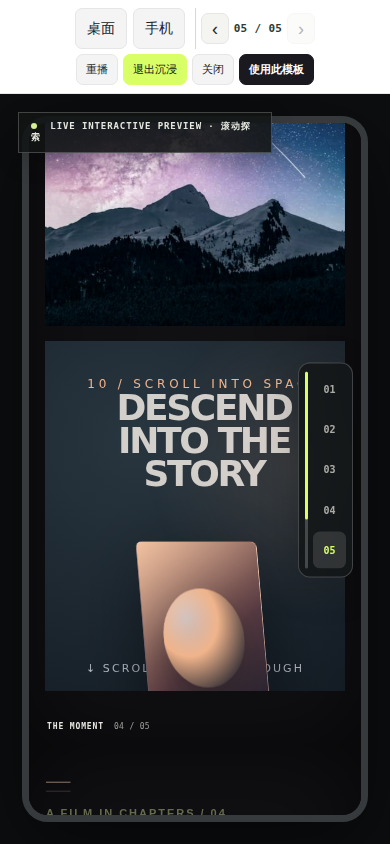 桌面
手机
‹
05 / 05
›
重播
退出沉浸
关闭
使用此模板
LIVE INTERACTIVE PREVIEW · 滚动探
索
10 / SCROLL INTO SPA
DESCEND
INTO THE
STORY
01
02
03
04
05
↓ SCROL
OUGH
THE MOMENT 04 / 05
A FILM IN CHAPTERS / 04